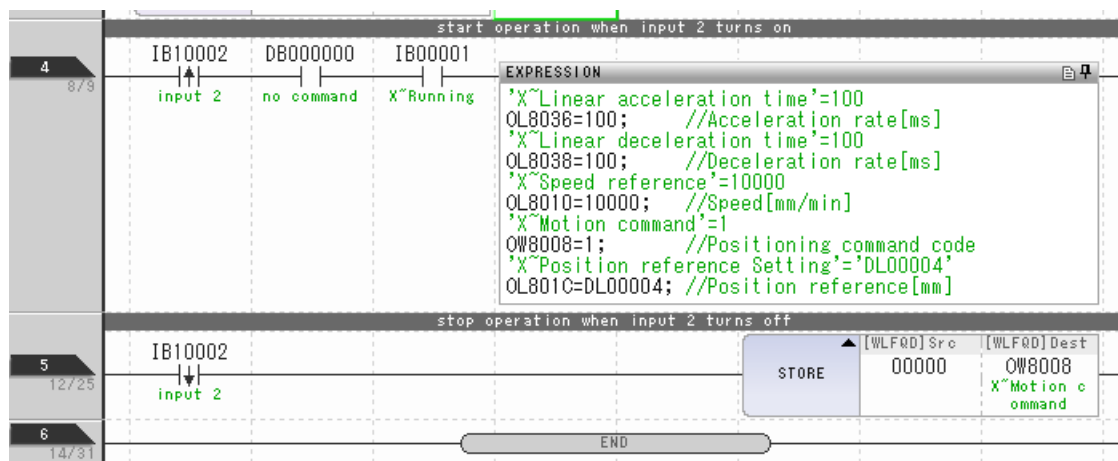 start operation when input 2 turns on
4
8/9
IB10002
input 2
DB000000
no command
IB00001
X~Running
EXPRESSION
'X~Linear acceleration time'=100
OL8036=100; //Acceleration rate[ms]
'X~Linear deceleration time'=100
OL8038=100; //Deceleration rate[ms]
'X~Speed reference'=10000
OL8010=10000; //Speed[mm/min]
'X~Motion command'=1
OW8008=1; //Positioning command code
'X~Position reference Setting'='DL00004'
OL801C=DL00004; //Position reference[mm]
stop operation when input 2 turns off
5
12/25
IB10002
input 2
STORE
[WLFQD]Src
00000
[WLFQD]Dest
OW8008
X~Motion c
ommand
6
14/31
END